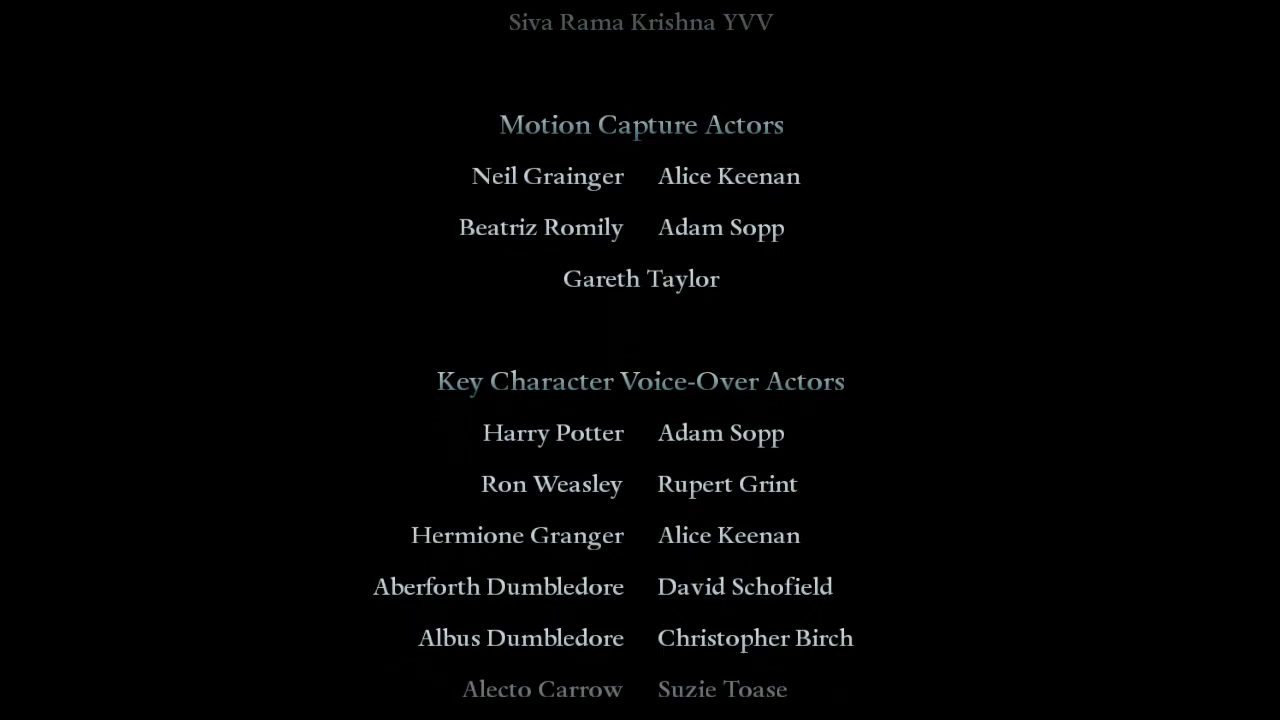 Siva Rama Krishna YVV
Motion Capture Actors
Neil Grainger Alice Keenan
Beatriz Romily Adam Sopp
Gareth Taylor
Key Character Voice-Over Actors
Harry Potter Adam Sopp
Ron Weasley Rupert Grint
Hermione Granger Alice Keenan
Aberforth Dumbledore David Schofield
Albus Dumbledore Christopher Birch
Alecto Carrow Suzie Toase